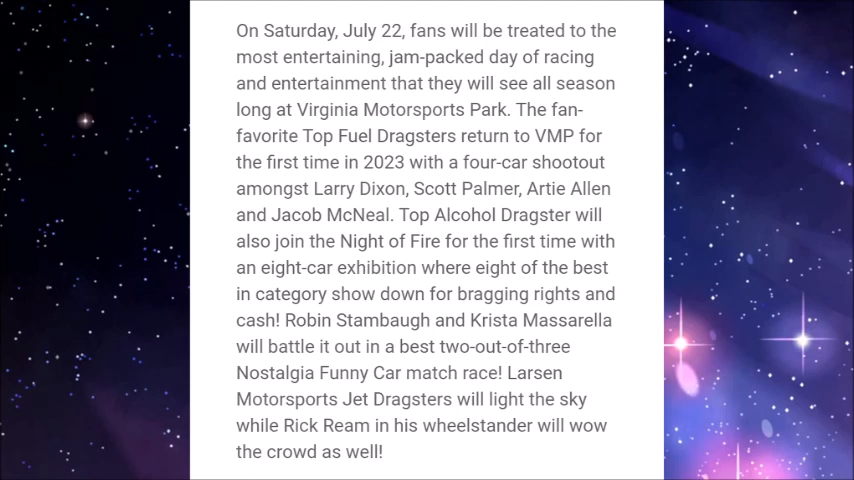 On Saturday, July 22, fans will be treated to the
most entertaining, jam-packed day of racing
and entertainment that they will see all season
long at Virginia Motorsports Park. The fan-
favorite Top Fuel Dragsters return to VMP for
the first time in 2023 with a four-car shootout
amongst Larry Dixon, Scott Palmer, Artie Allen
and Jacob McNeal. Top Alcohol Dragster will
also join the Night of Fire for the first time with
an eight-car exhibition where eight of the best
in category show down for bragging rights and
cash! Robin Stambaugh and Krista Massarella
will battle it out in a best two-out-of-three
Nostalgia Funny Car match race! Larsen
Motorsports Jet Dragsters will light the sky
while Rick Ream in his wheelstander will wow
the crowd as well!